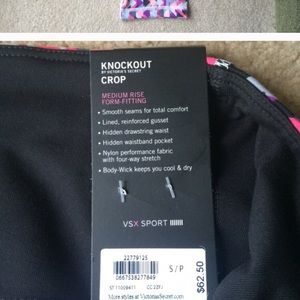 KNOCKOUT
BY VICTORIA'S SECRET
CROP
MEDIUM RISE
FORM-FITTING
• Smooth seams for total comfort
• Lined, reinforced gusset
• Hidden drawstring waist
• Hidden waistband pocket
• Nylon performance fabric
with four-way stretch
• Body-Wick keeps you cool & dry
VSX SPORT
22779125
S / P
$62.50
More styles at VictoriasSecret.com